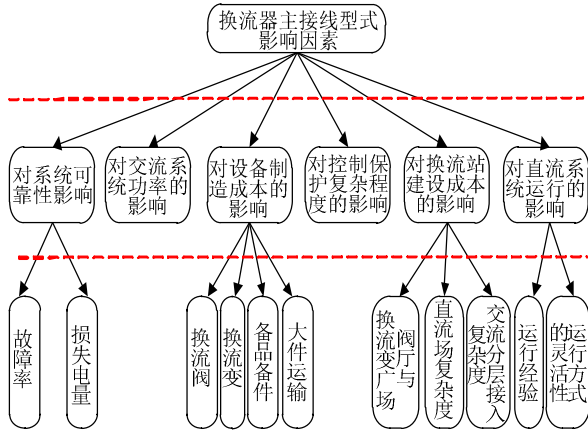 换流器主接线型式
影响因素
对系统可
靠性影响
对交流系
统功率的
影响
对设备制
造成本的
影响
对控制保
护复杂程
度的影响
对换流站
建设成本
的影响
对直流系
统运行的
影响
故障率
损失电量
换流阀
换流变
备品备件
大件运输
阀厅与
换流变广场
直流场复杂度
交流分层接入
复杂度
运行经验
运行方式
的灵活性